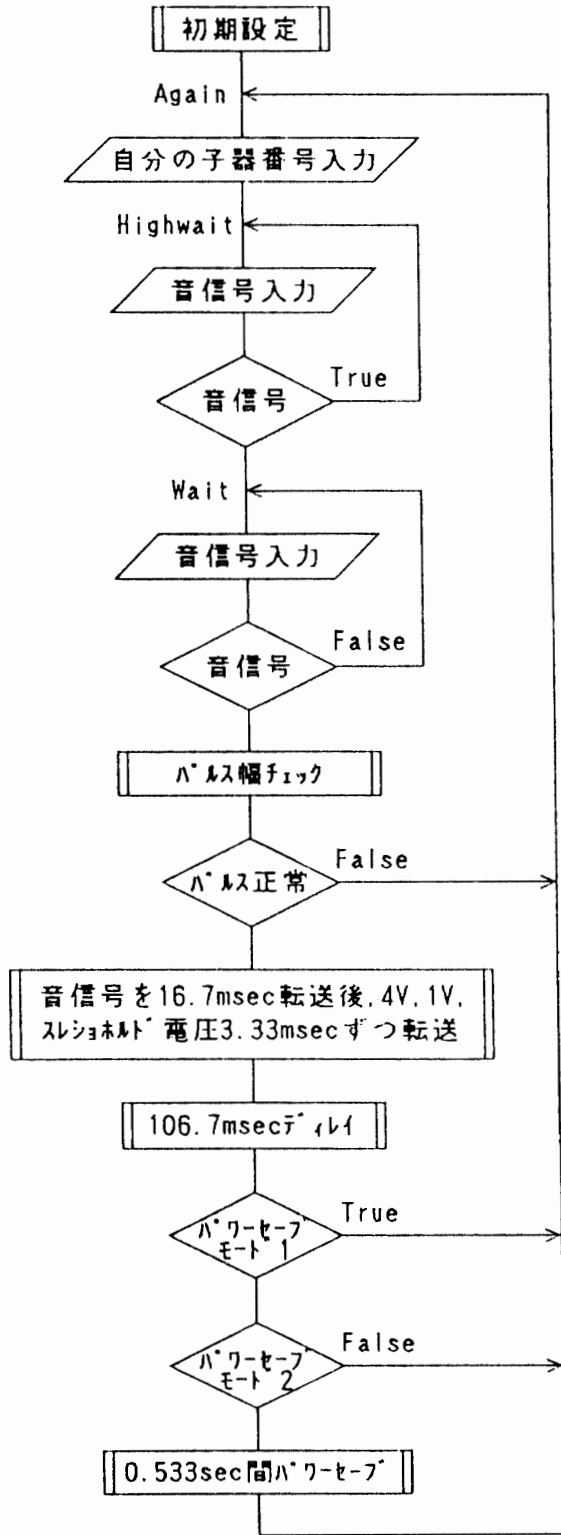 初期設定
Again
自分の子器番号入力
Highwait
音信号入力
True
音信号
Wait
音信号入力
False
音信号
パルス幅チェック
False
パルス正常
音信号を16.7msec転送後,4V,1V,
スレショホルド電圧3.33msecずつ転送
106.7msecディレイ
True
パワーセーブ
モード1
False
パワーセーブ
モード2
0.533sec間パワーセーブ